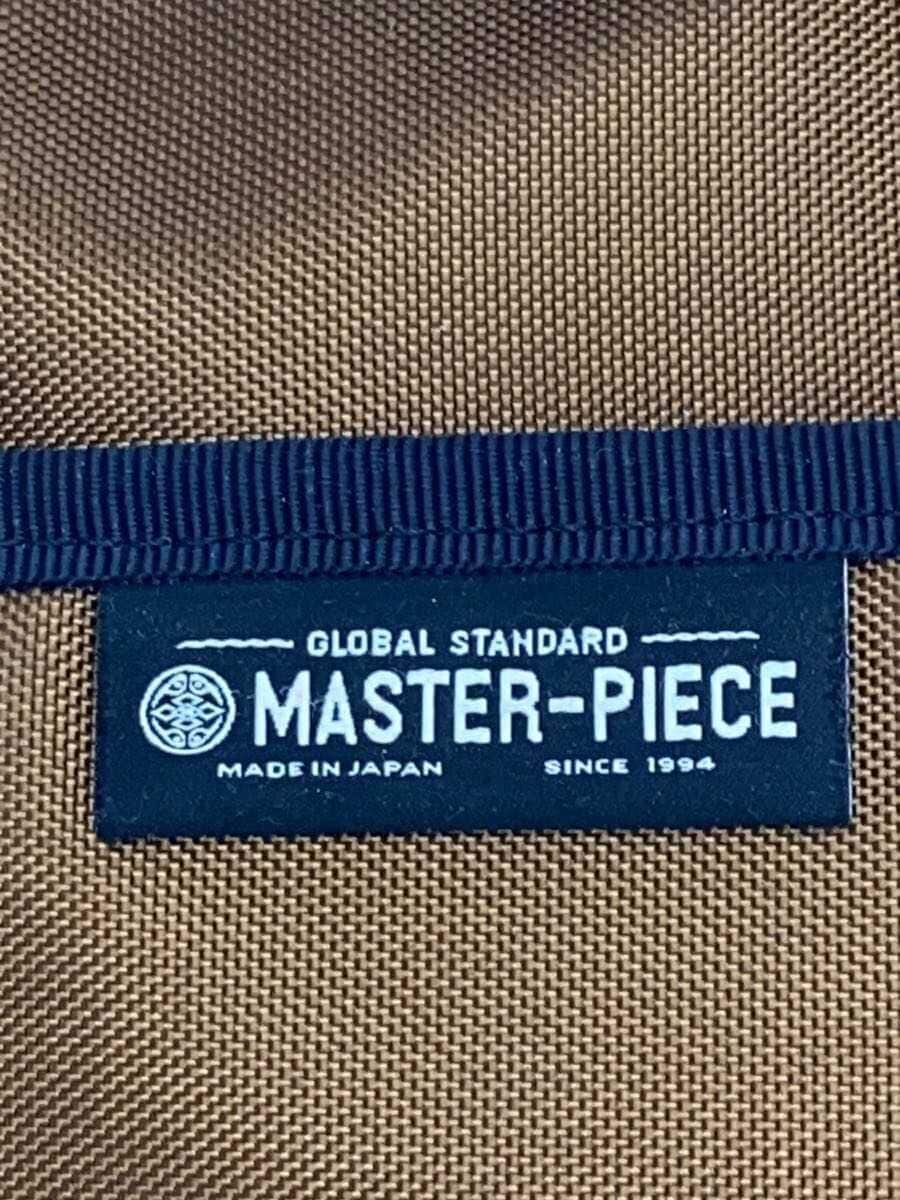 GLOBAL STANDARD
MASTER-PIECE
MADE IN JAPAN SINCE 1994